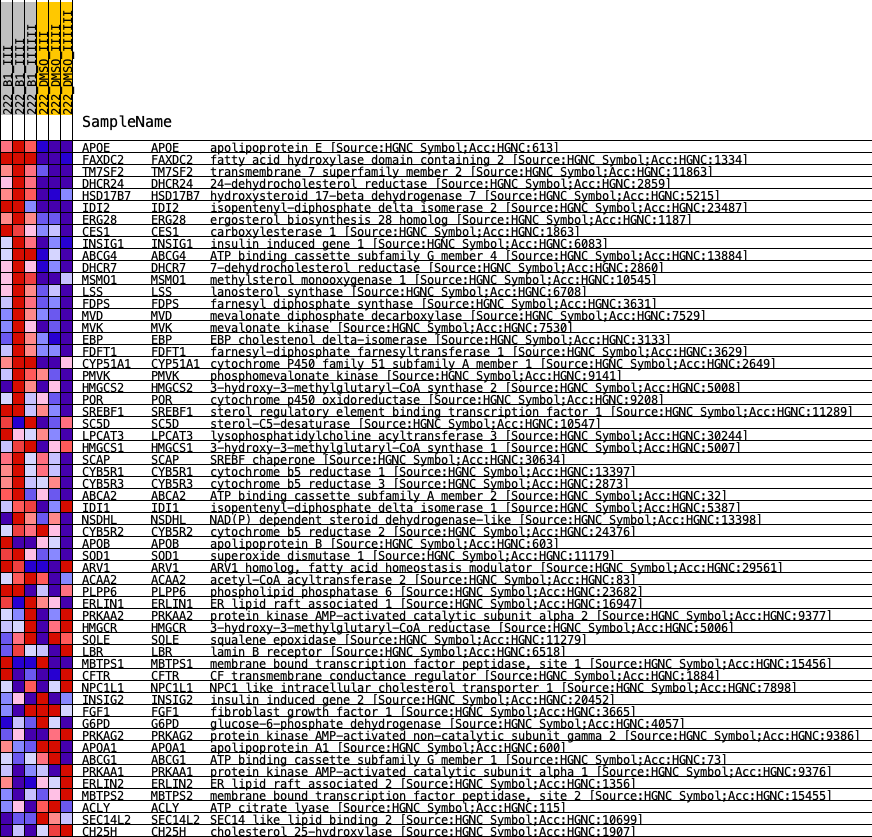 222_B1_III
222_B1_IIII
222_B1_IIIIII
222_DMSO_III
222_DMSO_IIII
222_DMSO_IIIIII
SampleName
APOE APOE apolipoprotein E [Source:HGNC Symbol;Acc:HGNC:613]
FAXDC2 FAXDC2 fatty acid hydroxylase domain containing 2 [Source:HGNC Symbol;Acc:HGNC:1334]
TM7SF2 TM7SF2 transmembrane 7 superfamily member 2 [Source:HGNC Symbol;Acc:HGNC:11863]
DHCR24 DHCR24 24-dehydrocholesterol reductase [Source:HGNC Symbol;Acc:HGNC:2859]
HSD17B7 HSD17B7 hydroxysteroid 17-beta dehydrogenase 7 [Source:HGNC Symbol;Acc:HGNC:5215]
IDI2 IDI2 isopentenyl-diphosphate delta isomerase 2 [Source:HGNC Symbol;Acc:HGNC:23487]
ERG28 ERG28 ergosterol biosynthesis 28 homolog [Source:HGNC Symbol;Acc:HGNC:1187]
CES1 CES1 carboxylesterase 1 [Source:HGNC Symbol;Acc:HGNC:1863]
INSIG1 INSIG1 insulin induced gene 1 [Source:HGNC Symbol;Acc:HGNC:6083]
ABCG4 ABCG4 ATP binding cassette subfamily G member 4 [Source:HGNC Symbol;Acc:HGNC:13884]
DHCR7 DHCR7 7-dehydrocholesterol reductase [Source:HGNC Symbol;Acc:HGNC:2860]
MSMO1 MSMO1 methylsterol monooxygenase 1 [Source:HGNC Symbol;Acc:HGNC:10545]
LSS LSS lanosterol synthase [Source:HGNC Symbol;Acc:HGNC:6708]
FDPS FDPS farnesyl diphosphate synthase [Source:HGNC Symbol;Acc:HGNC:3631]
MVD MVD mevalonate diphosphate decarboxylase [Source:HGNC Symbol;Acc:HGNC:7529]
MVK MVK mevalonate kinase [Source:HGNC Symbol;Acc:HGNC:7530]
EBP EBP EBP cholestenol delta-isomerase [Source:HGNC Symbol;Acc:HGNC:3133]
FDFT1 FDFT1 farnesyl-diphosphate farnesyltransferase 1 [Source:HGNC Symbol;Acc:HGNC:3629]
CYP51A1 CYP51A1 cytochrome P450 family 51 subfamily A member 1 [Source:HGNC Symbol;Acc:HGNC:2649]
PMVK PMVK phosphomevalonate kinase [Source:HGNC Symbol;Acc:HGNC:9141]
HMGCS2 HMGCS2 3-hydroxy-3-methylglutaryl-CoA synthase 2 [Source:HGNC Symbol;Acc:HGNC:5008]
POR POR cytochrome p450 oxidoreductase [Source:HGNC Symbol;Acc:HGNC:9208]
SREBF1 SREBF1 sterol regulatory element binding transcription factor 1 [Source:HGNC Symbol;Acc:HGNC:11289]
SC5D SC5D sterol-C5-desaturase [Source:HGNC Symbol;Acc:HGNC:10547]
LPCAT3 LPCAT3 lysophosphatidylcholine acyltransferase 3 [Source:HGNC Symbol;Acc:HGNC:30244]
HMGCS1 HMGCS1 3-hydroxy-3-methylglutaryl-CoA synthase 1 [Source:HGNC Symbol;Acc:HGNC:5007]
SCAP SCAP SREBF chaperone [Source:HGNC Symbol;Acc:HGNC:30634]
CYB5R1 CYB5R1 cytochrome b5 reductase 1 [Source:HGNC Symbol;Acc:HGNC:13397]
CYB5R3 CYB5R3 cytochrome b5 reductase 3 [Source:HGNC Symbol;Acc:HGNC:2873]
ABCA2 ABCA2 ATP binding cassette subfamily A member 2 [Source:HGNC Symbol;Acc:HGNC:32]
IDI1 IDI1 isopentenyl-diphosphate delta isomerase 1 [Source:HGNC Symbol;Acc:HGNC:5387]
NSDHL NSDHL NAD(P) dependent steroid dehydrogenase-like [Source:HGNC Symbol;Acc:HGNC:13398]
CYB5R2 CYB5R2 cytochrome b5 reductase 2 [Source:HGNC Symbol;Acc:HGNC:24376]
APOB APOB apolipoprotein B [Source:HGNC Symbol;Acc:HGNC:603]
SOD1 SOD1 superoxide dismutase 1 [Source:HGNC Symbol;Acc:HGNC:11179]
ARV1 ARV1 ARV1 homolog, fatty acid homeostasis modulator [Source:HGNC Symbol;Acc:HGNC:29561]
ACAA2 ACAA2 acetyl-CoA acyltransferase 2 [Source:HGNC Symbol;Acc:HGNC:83]
PLPP6 PLPP6 phospholipid phosphatase 6 [Source:HGNC Symbol;Acc:HGNC:23682]
ERLIN1 ERLIN1 ER lipid raft associated 1 [Source:HGNC Symbol;Acc:HGNC:16947]
PRKAA2 PRKAA2 protein kinase AMP-activated catalytic subunit alpha 2 [Source:HGNC Symbol;Acc:HGNC:9377]
HMGCR HMGCR 3-hydroxy-3-methylglutaryl-CoA reductase [Source:HGNC Symbol;Acc:HGNC:5006]
SQLE SQLE squalene epoxidase [Source:HGNC Symbol;Acc:HGNC:11279]
LBR LBR lamin B receptor [Source:HGNC Symbol;Acc:HGNC:6518]
MBTPS1 MBTPS1 membrane bound transcription factor peptidase, site 1 [Source:HGNC Symbol;Acc:HGNC:15456]
CFTR CFTR CF transmembrane conductance regulator [Source:HGNC Symbol;Acc:HGNC:1884]
NPC1L1 NPC1L1 NPC1 like intracellular cholesterol transporter 1 [Source:HGNC Symbol;Acc:HGNC:7898]
INSIG2 INSIG2 insulin induced gene 2 [Source:HGNC Symbol;Acc:HGNC:20452]
FGF1 FGF1 fibroblast growth factor 1 [Source:HGNC Symbol;Acc:HGNC:3665]
G6PD G6PD glucose-6-phosphate dehydrogenase [Source:HGNC Symbol;Acc:HGNC:4057]
PRKAG2 PRKAG2 protein kinase AMP-activated non-catalytic subunit gamma 2 [Source:HGNC Symbol;Acc:HGNC:9386]
APOA1 APOA1 apolipoprotein A1 [Source:HGNC Symbol;Acc:HGNC:600]
ABCG1 ABCG1 ATP binding cassette subfamily G member 1 [Source:HGNC Symbol;Acc:HGNC:73]
PRKAA1 PRKAA1 protein kinase AMP-activated catalytic subunit alpha 1 [Source:HGNC Symbol;Acc:HGNC:9376]
ERLIN2 ERLIN2 ER lipid raft associated 2 [Source:HGNC Symbol;Acc:HGNC:1356]
MBTPS2 MBTPS2 membrane bound transcription factor peptidase, site 2 [Source:HGNC Symbol;Acc:HGNC:15455]
ACLY ACLY ATP citrate lyase [Source:HGNC Symbol;Acc:HGNC:115]
SEC14L2 SEC14L2 SEC14 like lipid binding 2 [Source:HGNC Symbol;Acc:HGNC:10699]
CH25H CH25H cholesterol 25-hydroxylase [Source:HGNC Symbol;Acc:HGNC:1907]